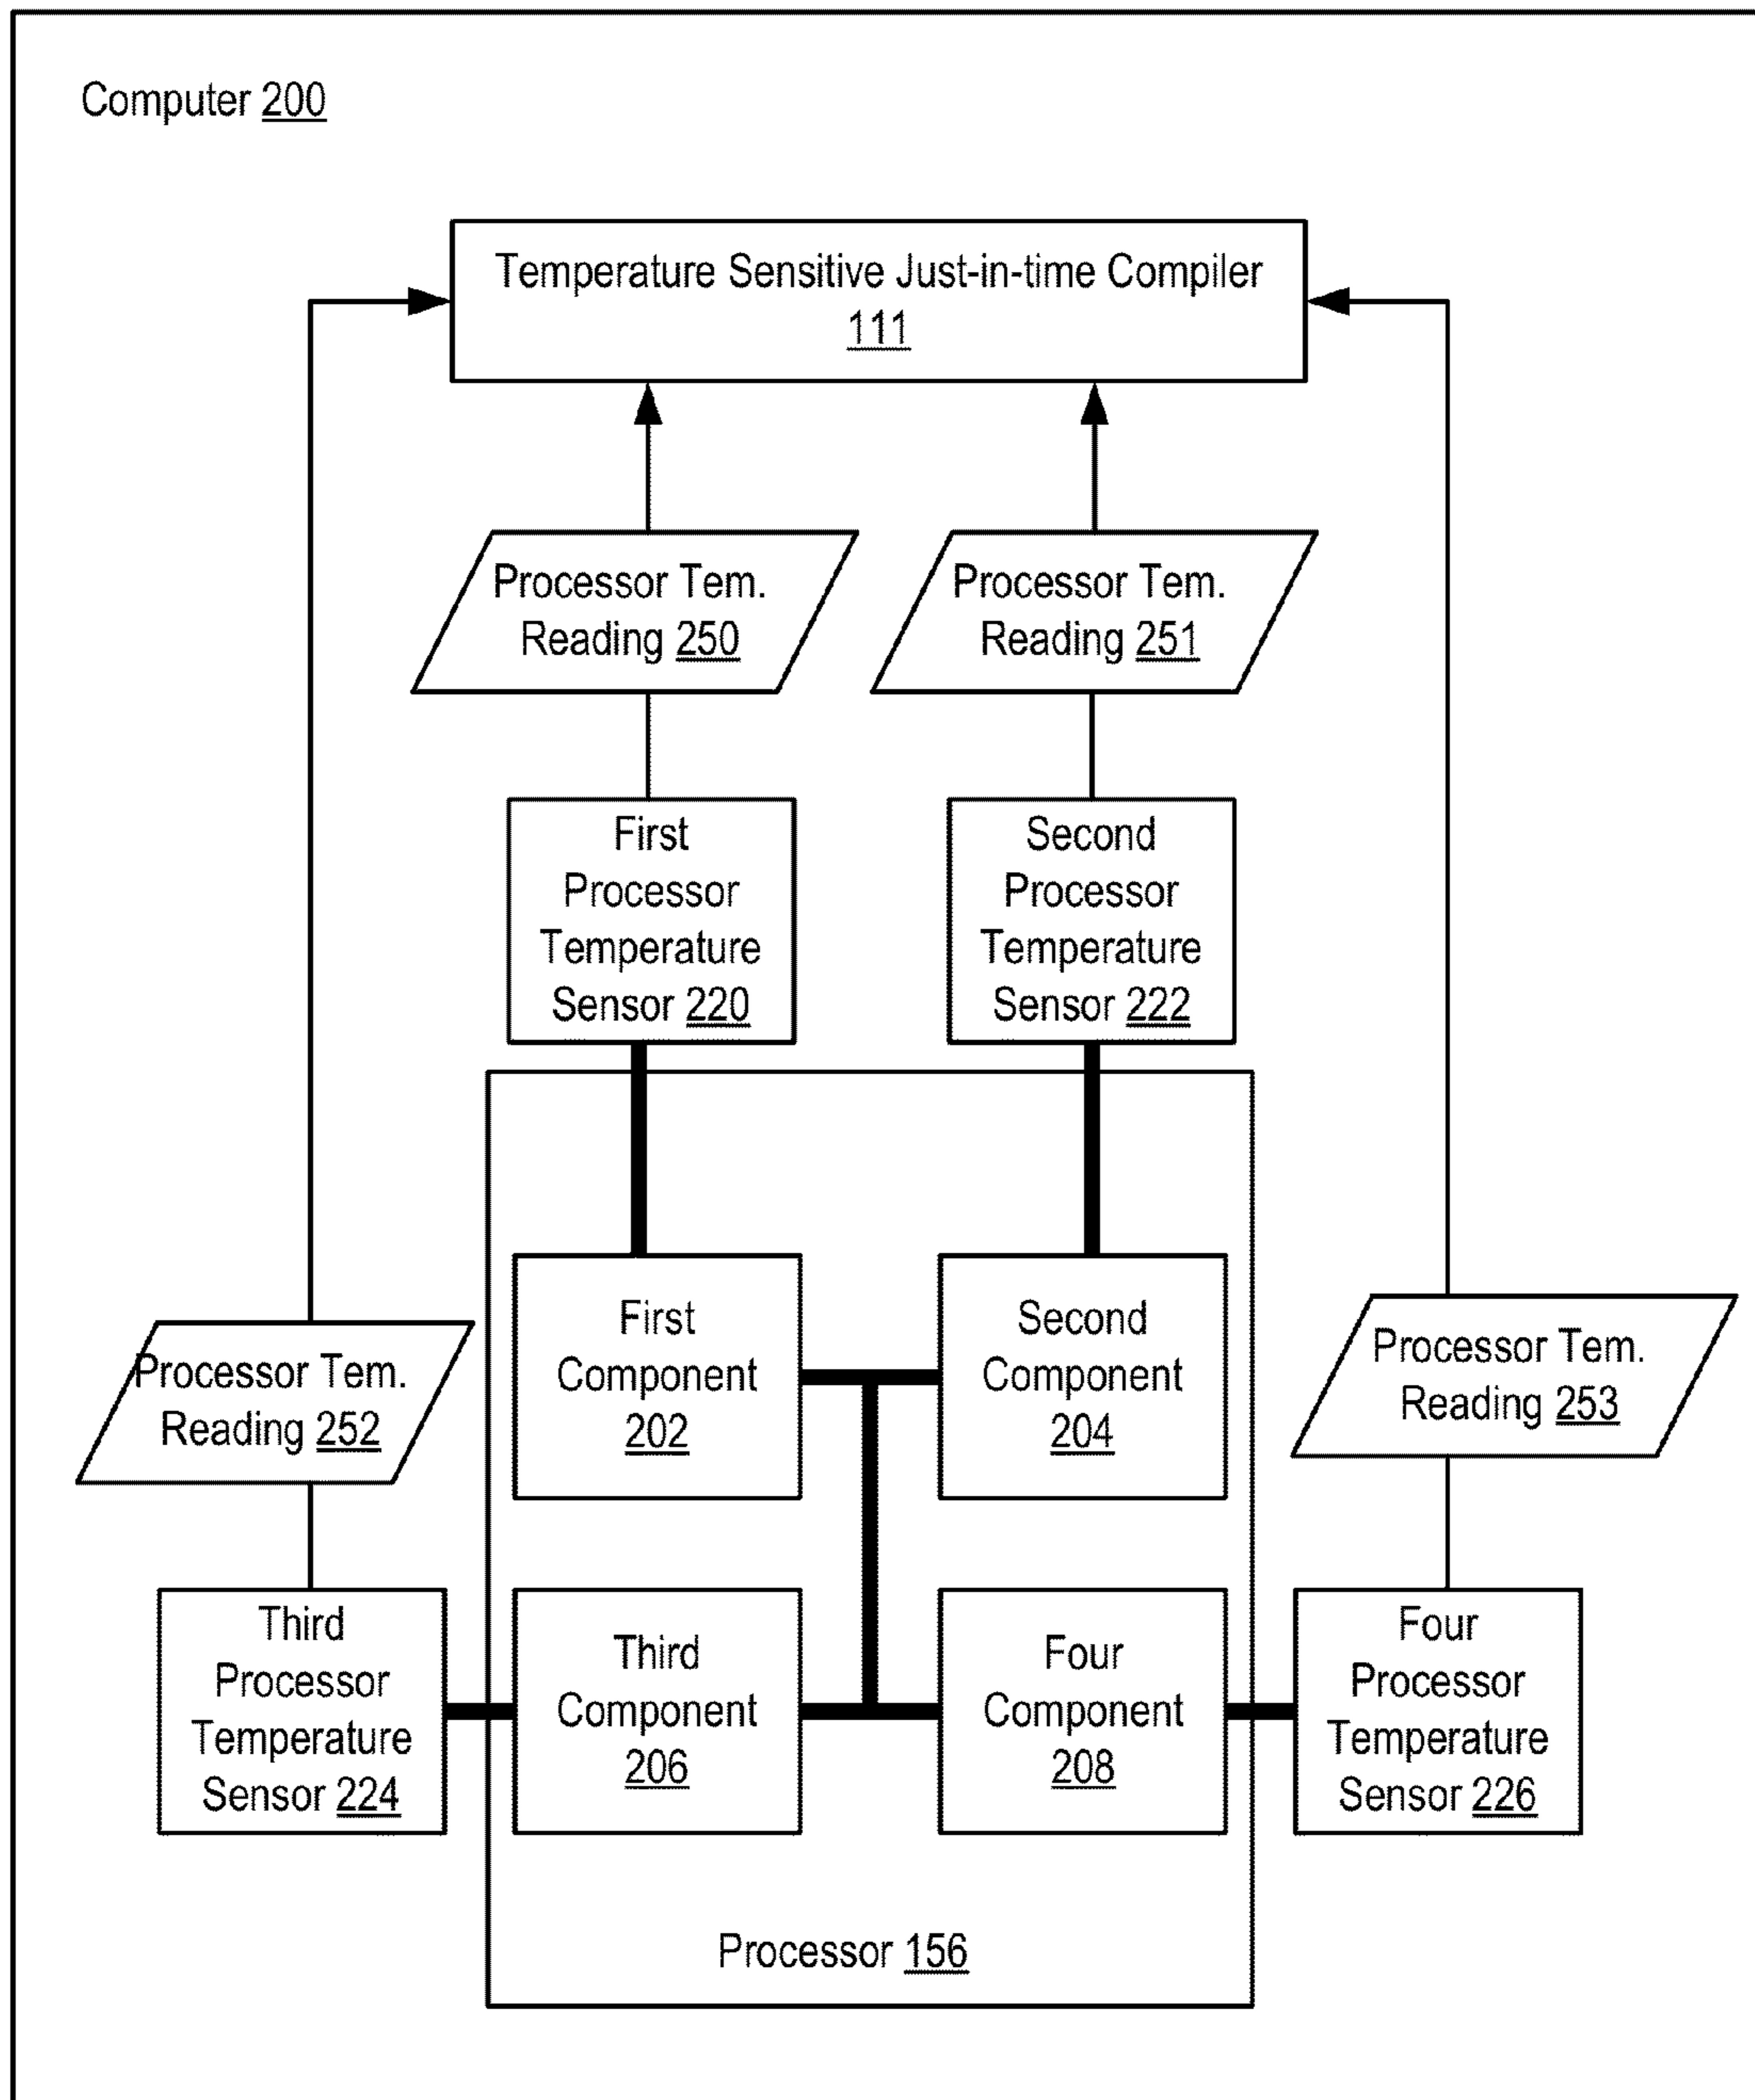 Computer 200
Temperature Sensitive Just-in-time Compiler
111
Processor Tem.
Reading 250
Processor Tem.
Reading 251
First
Processor
Temperature
Sensor 220
Second
Processor
Temperature
Sensor 222
First
Component
202
Second
Component
204
Processor Tem.
Reading 252
Processor Tem.
Reading 253
Third
Processor
Temperature
Sensor 224
Third
Component
206
Four
Component
208
Four
Processor
Temperature
Sensor 226
Processor 156